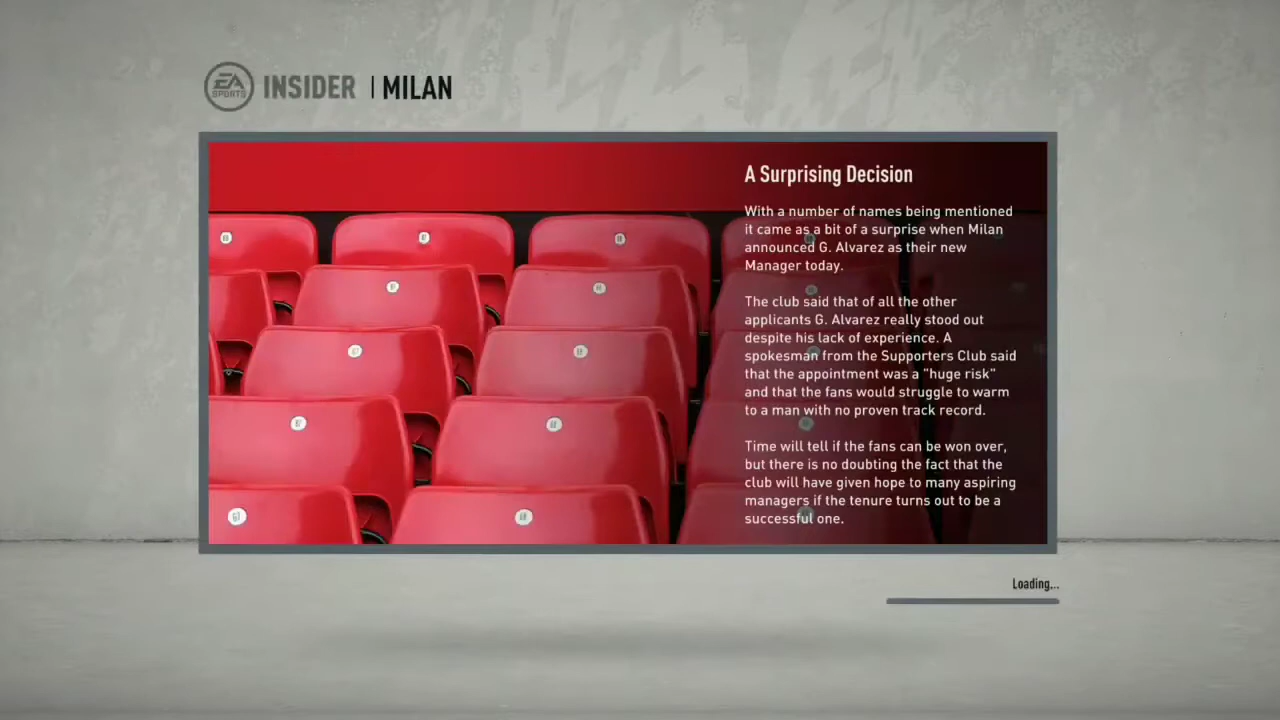 EA
SPORTS
INSIDER | MILAN
A Surprising Decision
With a number of names being mentioned
it came as a bit of a surprise when Milan
announced G. Alvarez as their new
Manager today.
The club said that of all the other
applicants G. Alvarez really stood out
despite his lack of experience. A
spokesman from the Supporters Club said
that the appointment was a "huge risk"
and that the fans would struggle to warm
to a man with no proven track record.
Time will tell if the fans can be won over,
but there is no doubting the fact that the
club will have given hope to many aspiring
managers if the tenure turns out to be a
successful one.
67
Loading...